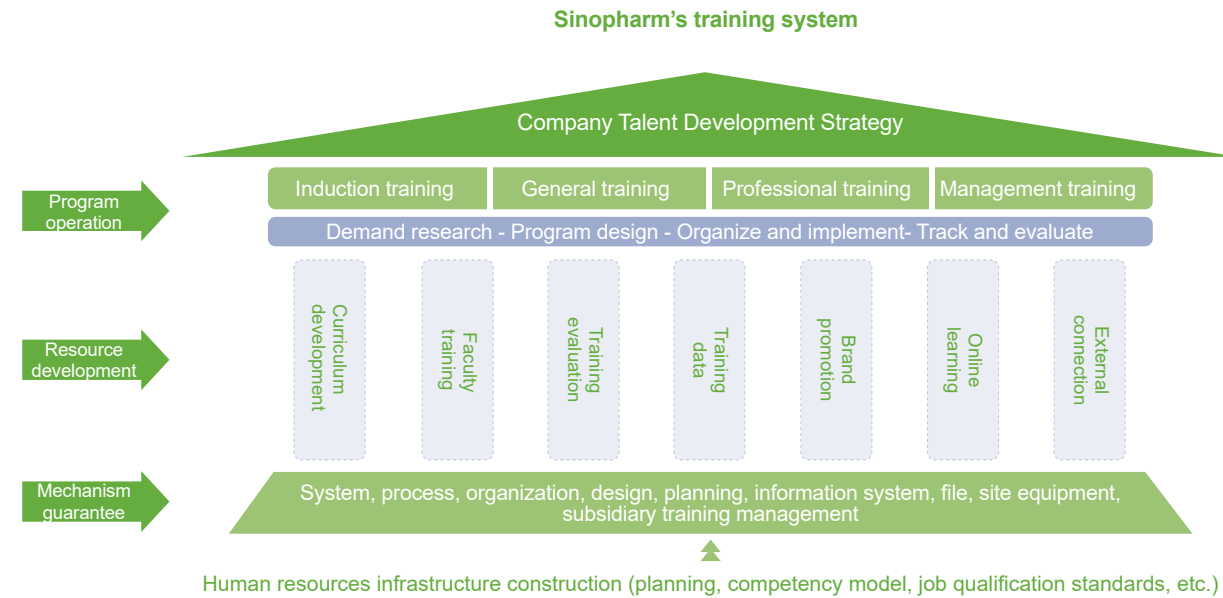 Sinopharm's training system
Company Talent Development Strategy
Program
operation
Induction training
General training
Professional training
Management training
Demand research - Program design - Organize and implement- Track and evaluate
Resource
development
Curriculum
development
Faculty
training
Training
evaluation
Training
data
Brand
promotion
Online
learning
External
connection
Mechanism
guarantee
System, process, organization, design, planning, information system, file, site equipment,
subsidiary training management
Human resources infrastructure construction (planning, competency model, job qualification standards, etc.)